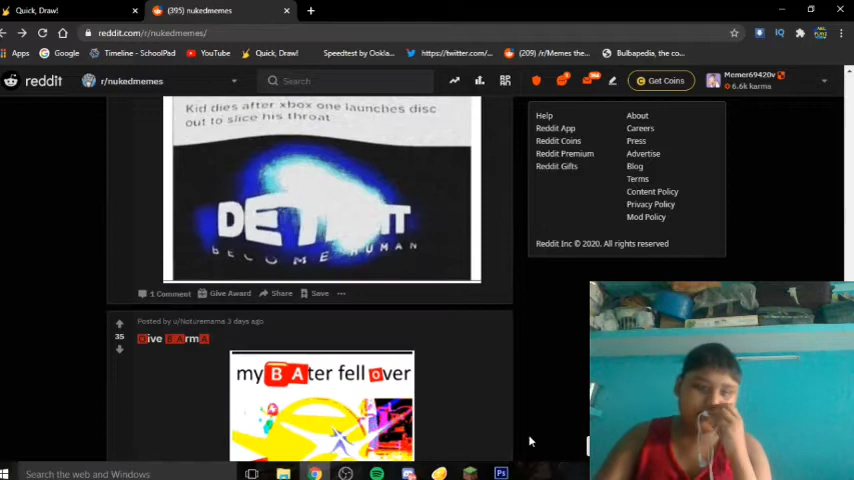 Quick, Draw!
(395) nukedmemes
reddit.com/r/nukedmemes/
Apps
Google
Timeline - SchoolPad
YouTube
Quick, Draw!
Speedtest by Ookla...
https://twitter.com/...
(209) /r/Memes the...
Bulbapedia, the co...
reddit
r/nukedmemes
Search
Get Coins
Memer69420v
6.6k karma
Kid dies after xbox one launches disc
out to slice his throat
BECOME HUMAN
1 Comment
Give Award
Share
Save
Help
About
Reddit App
Careers
Reddit Coins
Press
Reddit Premium
Advertise
Reddit Gifts
Blog
Terms
Content Policy
Privacy Policy
Mod Policy
Reddit Inc © 2020. All rights reserved
Posted by u/Noturemama 3 days ago
35
my BAter fell over
Search the web and Windows